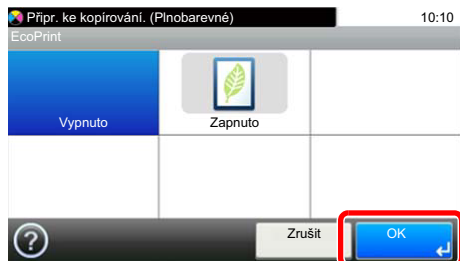 Připr. ke kopírování. (Plnobarevné) 10:10
EcoPrint
Vypnuto Zapnuto
? Zrušit OK